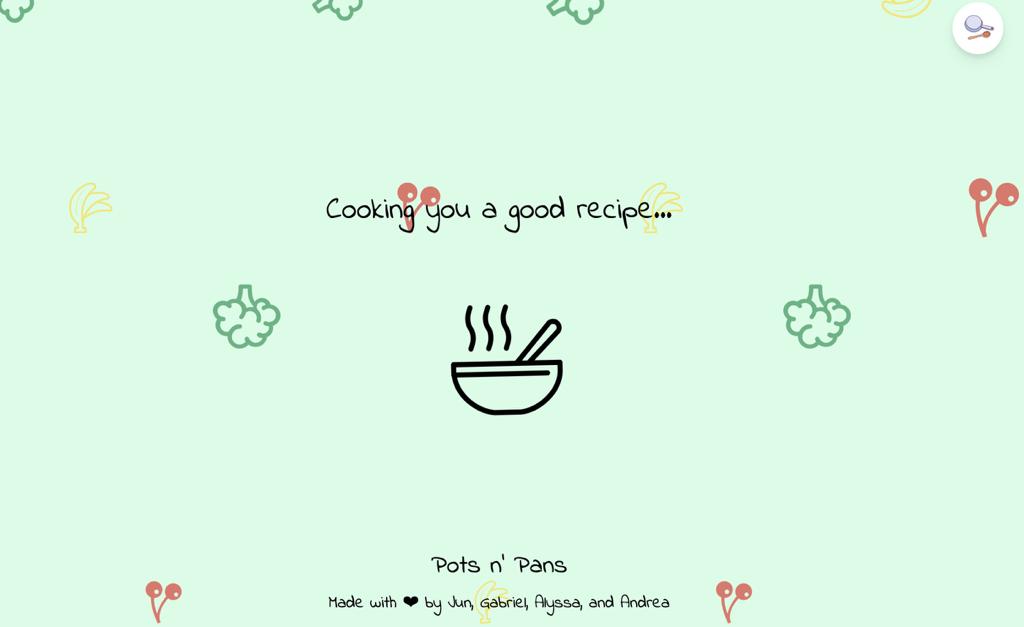 Cooking you a good recipe...
Pots n' Pans
Made with ❤ by Jun, Gabriel, Alyssa, and Andrea